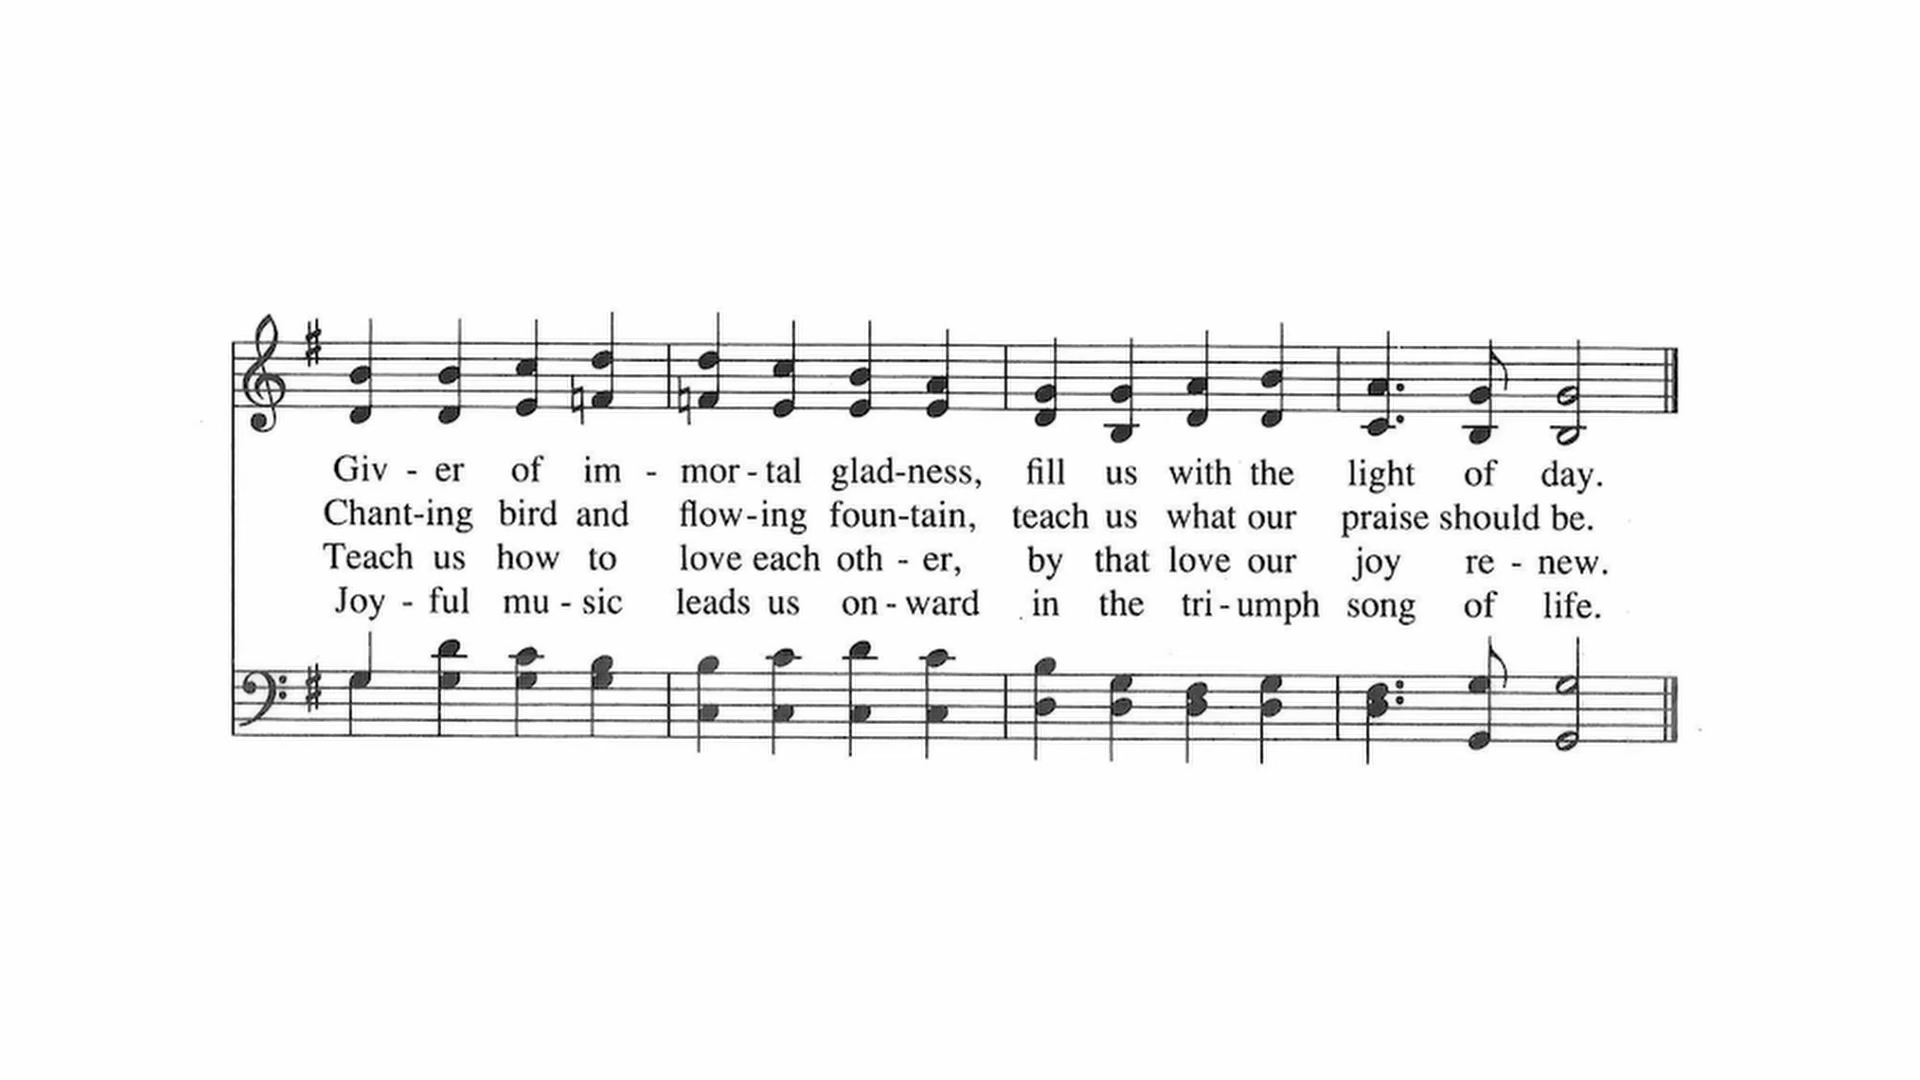 Giv - er of im - mor - tal glad-ness, fill us with the light of day.
Chant-ing bird and flow-ing foun-tain, teach us what our praise should be.
Teach us how to love each oth - er, by that love our joy re - new.
Joy - ful mu - sic leads us on - ward in the tri - umph song of life.